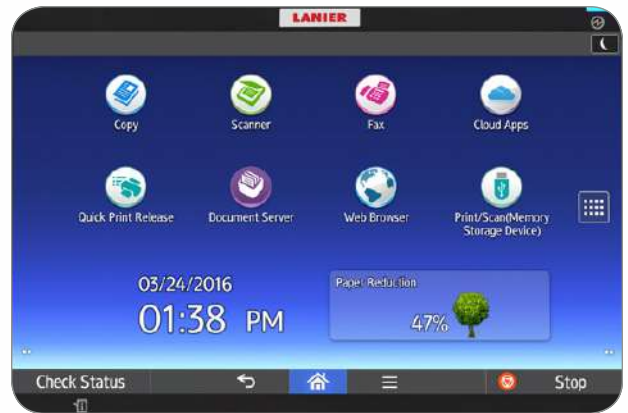 LANIER
Copy
Scanner
Fax
Cloud Apps
Quick Print Release
Document Server
Web Browser
Print/Scan(Memory
Storage Device)
03/24/2016
01:38 PM
Paper Reduction
47%
Check Status
Stop